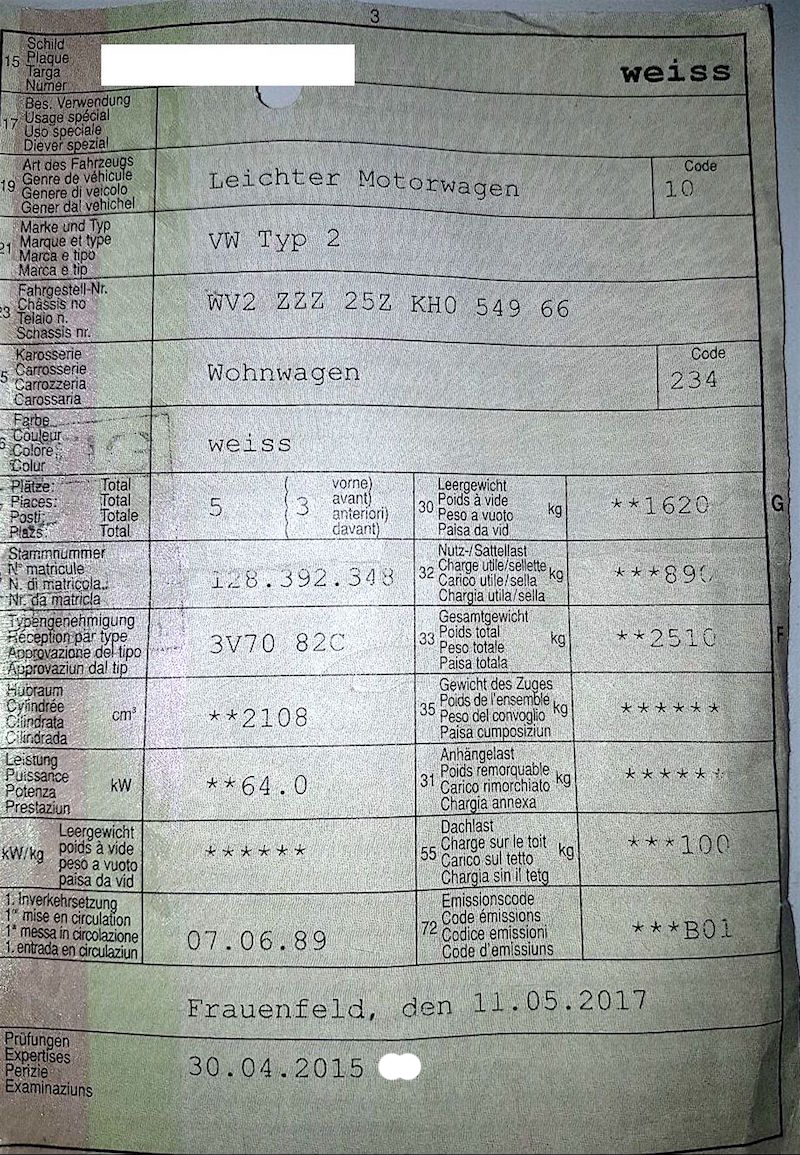 3
15 Schild
Plaque
Targa
Numer
weiss
17 Bes. Verwendung
Usage spécial
Uso speciale
Diever spezial
19 Art des Fahrzeugs
Genre de véhicule
Genere di veicolo
Gener dal vehichel
Leichter Motorwagen
Code
10
21 Marke und Typ
Marque et type
Marca e tipo
Marca e tip
VW Typ 2
23 Fahrgestell-Nr.
Châssis no
Telaio n.
Schassis nr.
WV2 ZZZ 25Z KH0 549 66
5 Karosserie
Carrosserie
Carrozzeria
Carossaria
Wohnwagen
Code
234
6 Farbe
Couleur
Colore
Colur
weiss
Plätze: Total
Places: Total
Posti: Totale
Plazs: Total
5 (3 vorne)
avant)
anteriori)
davant)
30 Leergewicht
Poids à vide
Peso a vuoto
Paisa da vid
kg
**1620
G
Stammnummer
N° matricule
N. di matricola
Nr. da matricla
128.392.348
32 Nutz-/Sattellast
Charge utile/sellette
Carico utile/sella
Chargia utila/sella
kg
***890
Typengenehmigung
Réception par type
Approvazione del tipo
Approvaziun dal tip
3V70 82C
33 Gesamtgewicht
Poids total
Peso totale
Paisa totala
kg
**2510
F
Hubraum
Cylindrée
Cilindrata
Cilindrada
cm³
**2108
35 Gewicht des Zuges
Poids de l'ensemble
Peso del convoglio
Paisa cumposiziun
kg
******
Leistung
Puissance
Potenza
Prestaziun
kW
**64.0
31 Anhängelast
Poids remorquable
Carico rimorchiato
Chargia annexa
kg
******
kW/kg Leergewicht
poids à vide
peso a vuoto
paisa da vid
******
55 Dachlast
Charge sur le toit
Carico sul tetto
Chargia sin il tetg
kg
***100
1. Inverkehrsetzung
1re mise en circulation
1a messa in circolazione
1. entrada en circulaziun
07.06.89
72 Emissionscode
Code émissions
Codice emissioni
Code d'emissiuns
***B01
Frauenfeld, den 11.05.2017
Prüfungen
Expertises
Perizie
Examinaziuns
30.04.2015